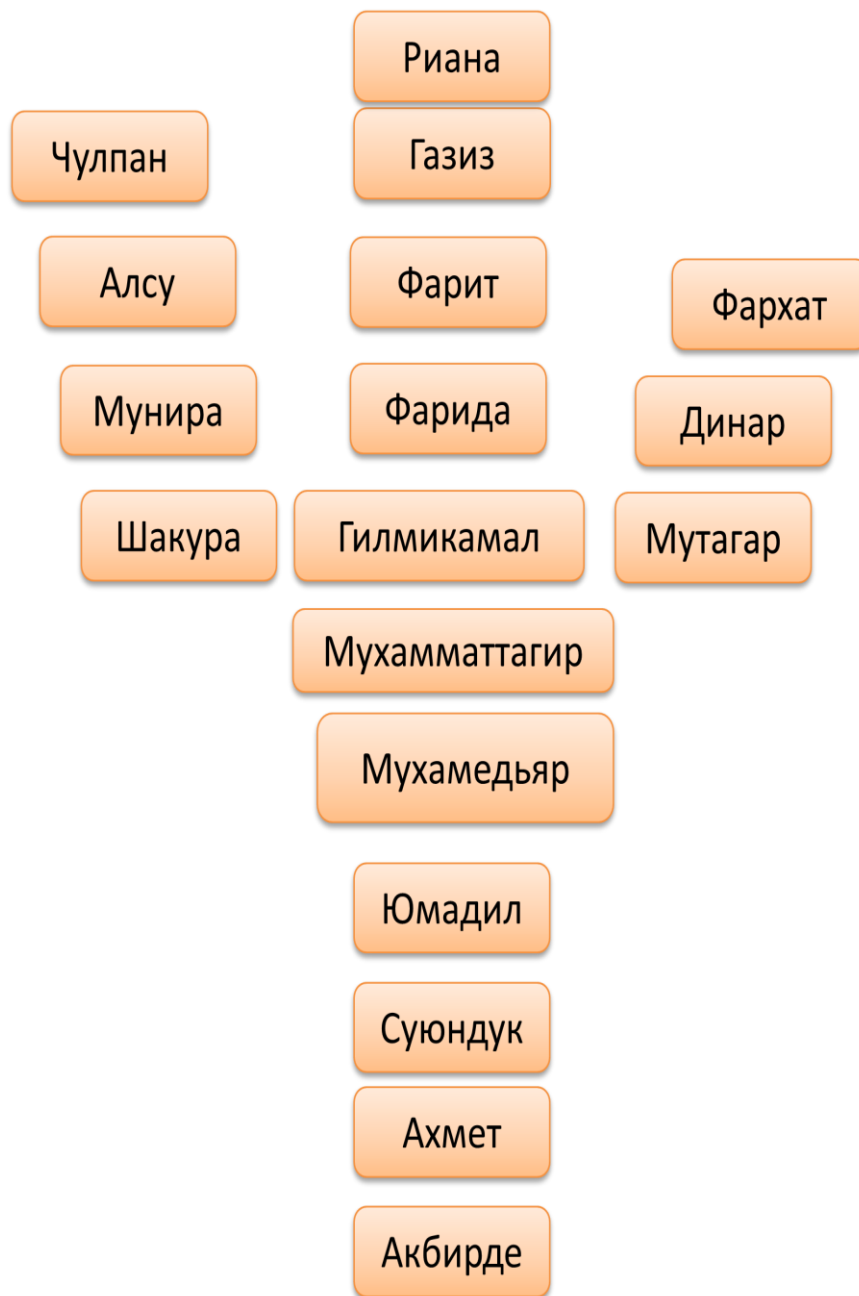 Риана
Чулпан
Газиз
Алсу
Фарит
Фархат
Мунира
Фарида
Динар
Шакура
Гилмикамал
Мутагар
Мухамматтагир
Мухамедьяр
Юмадил
Суюндук
Ахмет
Акбирде